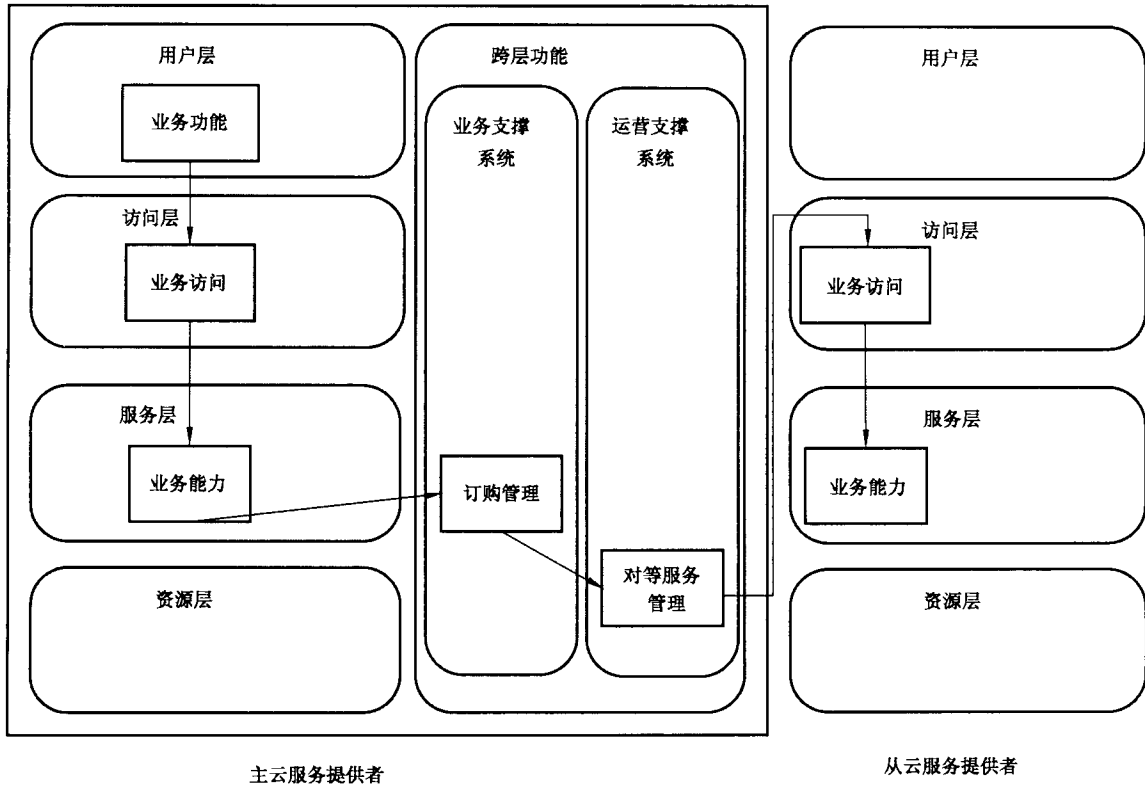 用户层
业务功能
访问层
业务访问
服务层
业务能力
资源层
跨层功能
业务支撑
系统
订购管理
运营支撑
系统
对等服务
管理
主云服务提供者
用户层
访问层
业务访问
服务层
业务能力
资源层
从云服务提供者